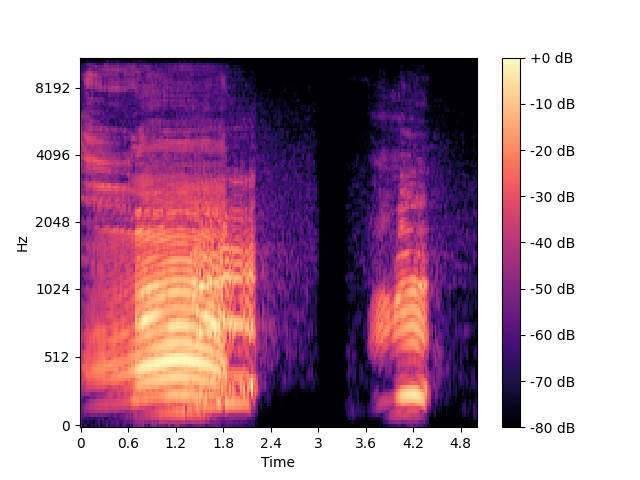 8192
4096
2048
1024
512
0
Hz
0 0.6 1.2 1.8 2.4 3 3.6 4.2 4.8
Time
+0 dB
-10 dB
-20 dB
-30 dB
-40 dB
-50 dB
-60 dB
-70 dB
-80 dB